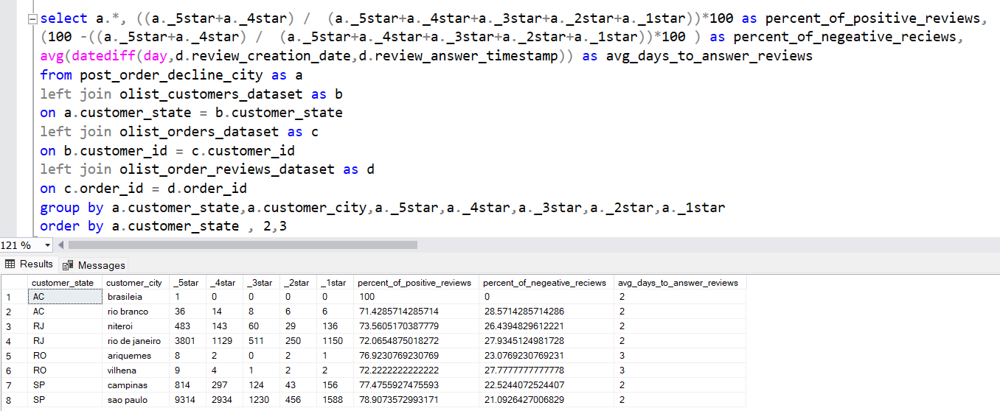 select a.*, ((a._5star+a._4star) /  (a._5star+a._4star+a._3star+a._2star+a._1star))*100 as percent_of_positive_reviews,
(100 -((a._5star+a._4star) /  (a._5star+a._4star+a._3star+a._2star+a._1star))*100 ) as percent_of_negeative_reciews,
avg(datediff(day,d.review_creation_date,d.review_answer_timestamp)) as avg_days_to_answer_reviews
from post_order_decline_city as a
left join olist_customers_dataset as b
on a.customer_state = b.customer_state
left join olist_orders_dataset as c
on b.customer_id = c.customer_id
left join olist_order_reviews_dataset as d
on c.order_id = d.order_id
group by a.customer_state,a.customer_city,a._5star,a._4star,a._3star,a._2star,a._1star
order by a.customer_state , 2,3
121 %
Results Messages
customer_state customer_city _5star _4star _3star _2star _1star percent_of_positive_reviews percent_of_negeative_reciews avg_days_to_answer_reviews
1 AC brasileia 1 0 0 0 0 100 0 2
2 AC rio branco 36 14 8 6 6 71.4285714285714 28.5714285714286 2
3 RJ niteroi 483 143 60 29 136 73.5605170387779 26.4394829612221 2
4 RJ rio de janeiro 3801 1129 511 250 1150 72.0654875018272 27.9345124981728 2
5 RO ariquemes 8 2 0 2 1 76.9230769230769 23.0769230769231 3
6 RO vilhena 9 4 1 2 2 72.2222222222222 27.7777777777778 3
7 SP campinas 814 297 124 43 156 77.4755927475593 22.5244072524407 2
8 SP sao paulo 9314 2934 1230 456 1588 78.9073572993171 21.0926427006829 2